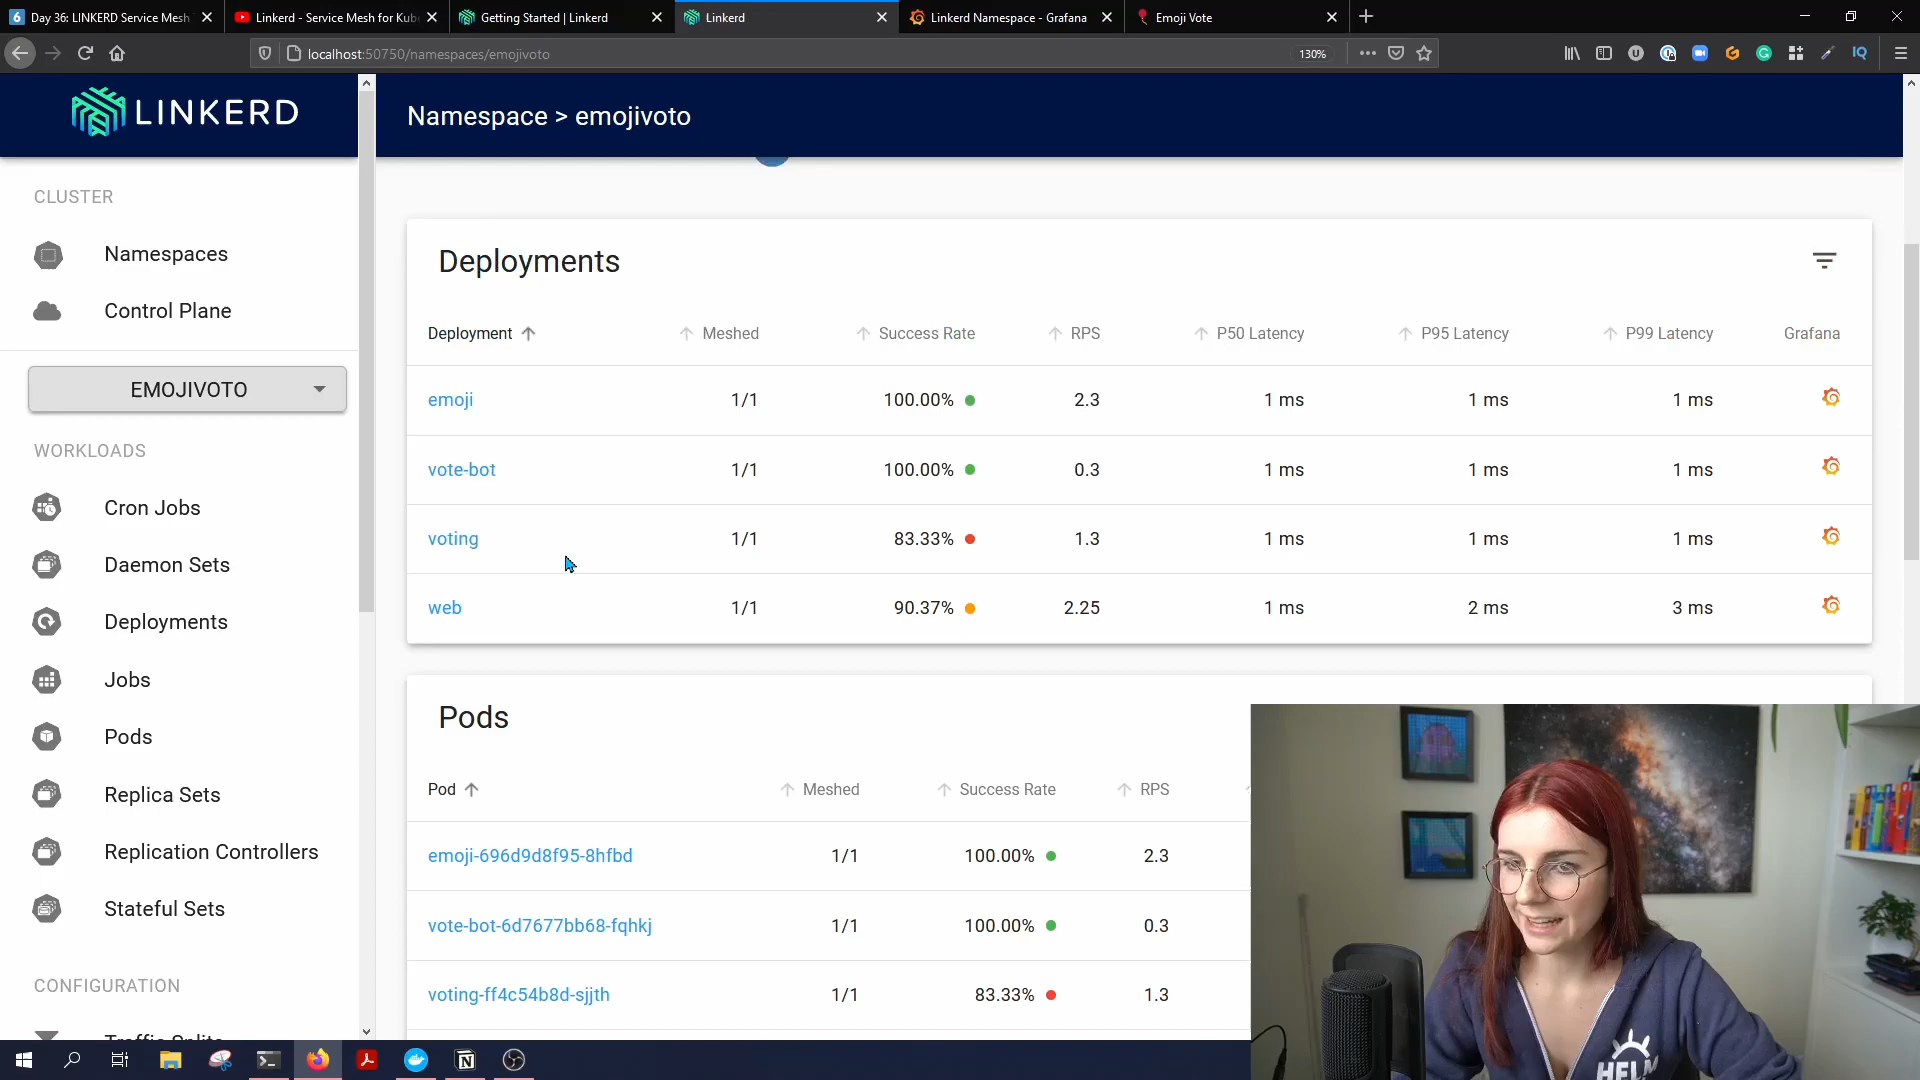 Day 36: LINKERD Service Mesh
Linkerd - Service Mesh for Kub
Getting Started | Linkerd
Linkerd
Linkerd Namespace - Grafana
Emoji Vote
localhost:50750/namespaces/emojivoto
130%
LINKERD
Namespace > emojivoto
CLUSTER
Namespaces
Control Plane
EMOJIVOTO
WORKLOADS
Cron Jobs
Daemon Sets
Deployments
Jobs
Pods
Replica Sets
Replication Controllers
Stateful Sets
CONFIGURATION
Traffic Splits
Deployments
Deployment Meshed Success Rate RPS P50 Latency P95 Latency P99 Latency Grafana
emoji 1/1 100.00% 2.3 1 ms 1 ms 1 ms
vote-bot 1/1 100.00% 0.3 1 ms 1 ms 1 ms
voting 1/1 83.33% 1.3 1 ms 1 ms 1 ms
web 1/1 90.37% 2.25 1 ms 2 ms 3 ms
Pods
Pod Meshed Success Rate RPS
emoji-696d9d8f95-8hfbd 1/1 100.00% 2.3
vote-bot-6d7677bb68-fqhkj 1/1 100.00% 0.3
voting-ff4c54b8d-sjjth 1/1 83.33% 1.3
HELM